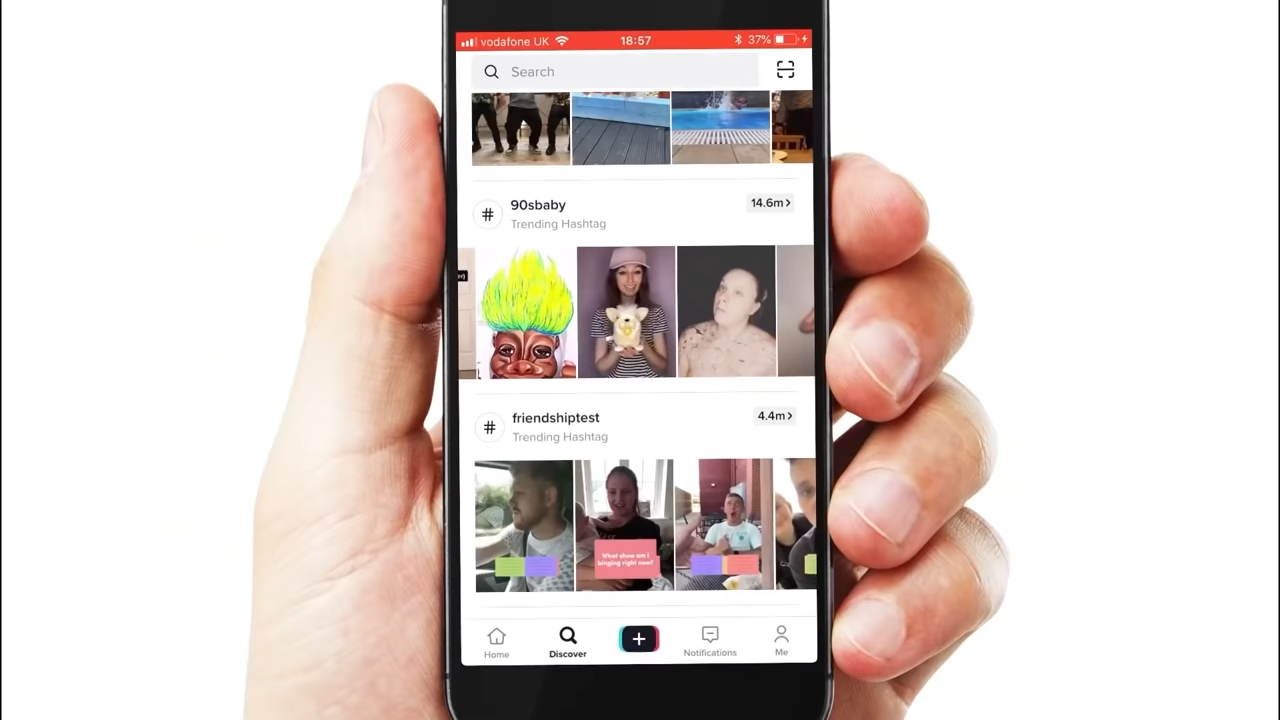 vodafone UK 18:57 37%
Search
90sbaby 14.6m>
Trending Hashtag
friendshiptest 4.4m>
Trending Hashtag
What show am I
binging right now?
Home Discover Notifications Me